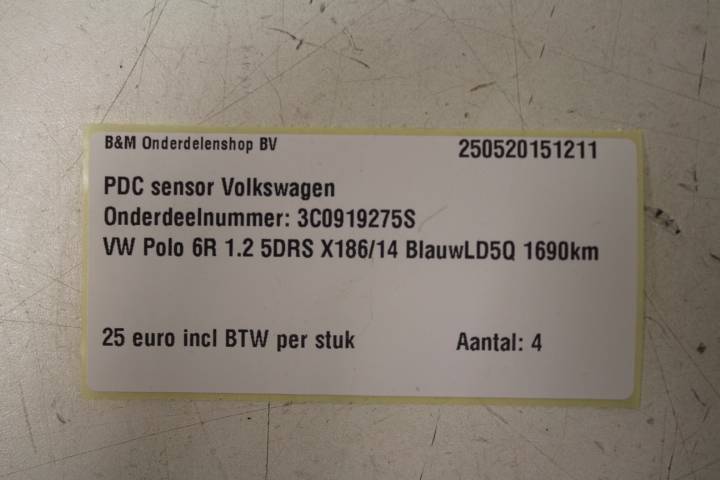 B&M Onderdelenshop BV 250520151211
PDC sensor Volkswagen
Onderdeelnummer: 3C0919275S
VW Polo 6R 1.2 5DRS X186/14 BlauwLD5Q 1690km
25 euro incl BTW per stuk Aantal: 4